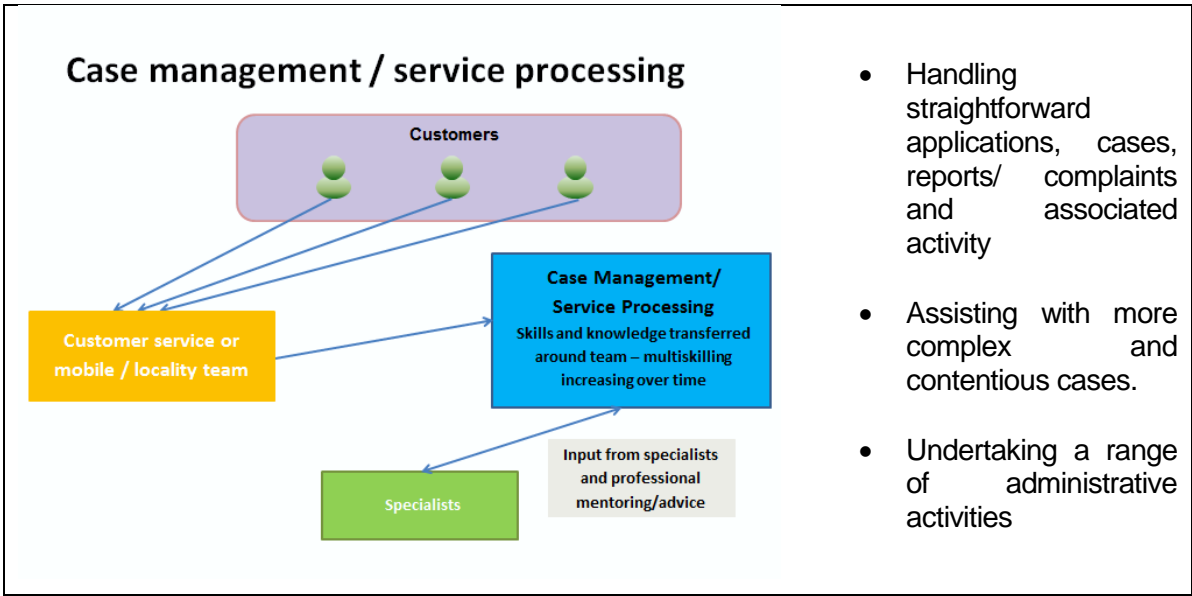 Case management / service processing
Customers
Customer service or
mobile / locality team
Case Management/
Service Processing
Skills and knowledge transferred
around team – multiskilling
increasing over time
Input from specialists
and professional
mentoring/advice
Specialists
• Handling
straightforward
applications, cases,
reports/ complaints
and associated
activity
• Assisting with more
complex and
contentious cases.
• Undertaking a range
of administrative
activities